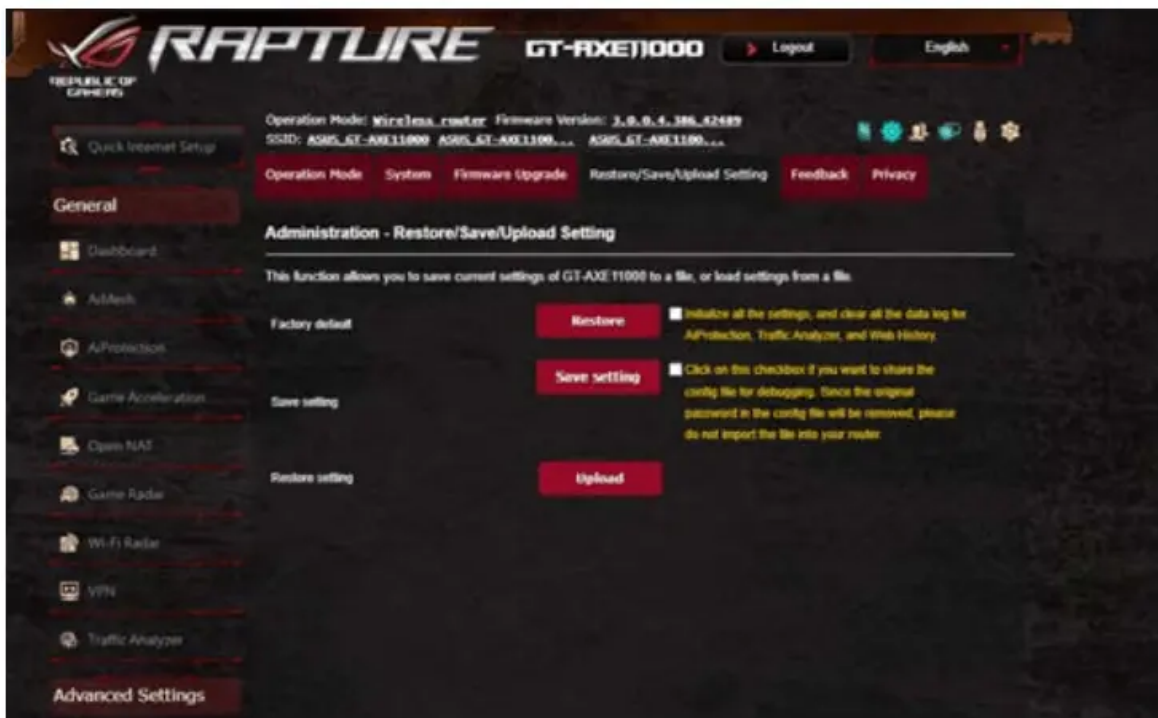 RAPTURE
REPUBLIC OF
GAMERS
GT-AXE11000
Logout
English
Operation Mode: Wireless router Firmware Version: 3.0.0.4.386_42489
SSID: ASUS_GT-AXE11000 ASUS_GT-AXE1100... ASUS_GT-AXE1100...
Quick Internet Setup
General
Dashboard
AiMesh
AiProtection
Game Acceleration
Open NAT
Game Radar
Wi-Fi Radar
VPN
Traffic Analyzer
Advanced Settings
Operation Mode System Firmware Upgrade Restore/Save/Upload Setting Feedback Privacy
Administration - Restore/Save/Upload Setting
This function allows you to save current settings of GT-AXE11000 to a file, or load settings from a file.
Factory default
Restore
Initialize all the settings, and clear all the data log for
AiProtection, Traffic Analyzer, and Web History.
Save setting
Save setting
Click on this checkbox if you want to share the
config file for debugging. Since the original
password in the config file will be removed, please
do not import the file into your router.
Restore setting
Upload